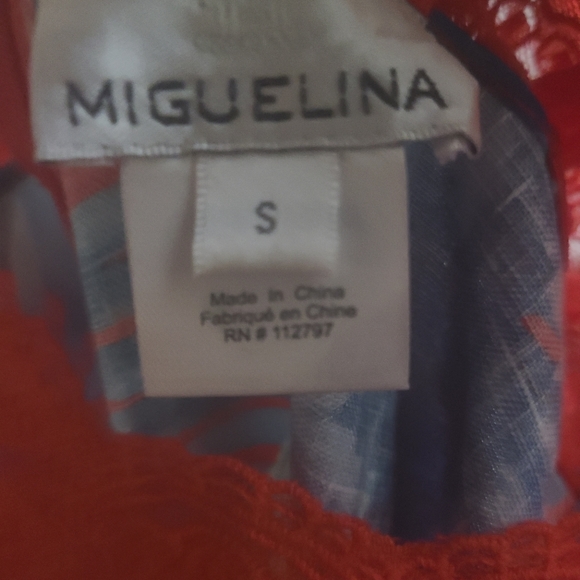 MIGUELINA
S
Made in China
Fabriqué en Chine
RN # 112797